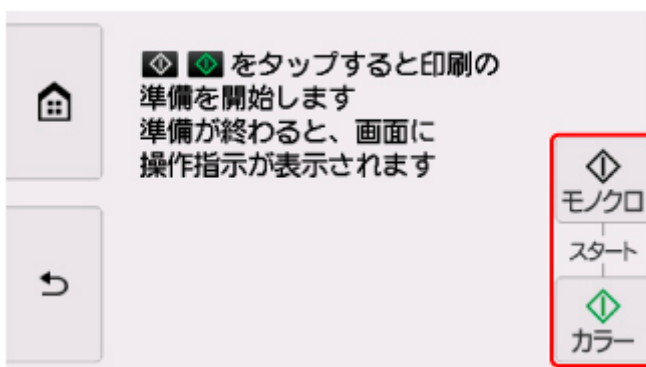 をタップすると印刷の
準備を開始します
準備が終わると、画面に
操作指示が表示されます
モノクロ
スタート
カラー